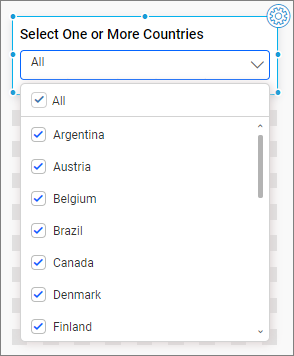 Select One or More Countries
All
All
Argentina
Austria
Belgium
Brazil
Canada
Denmark
Finland